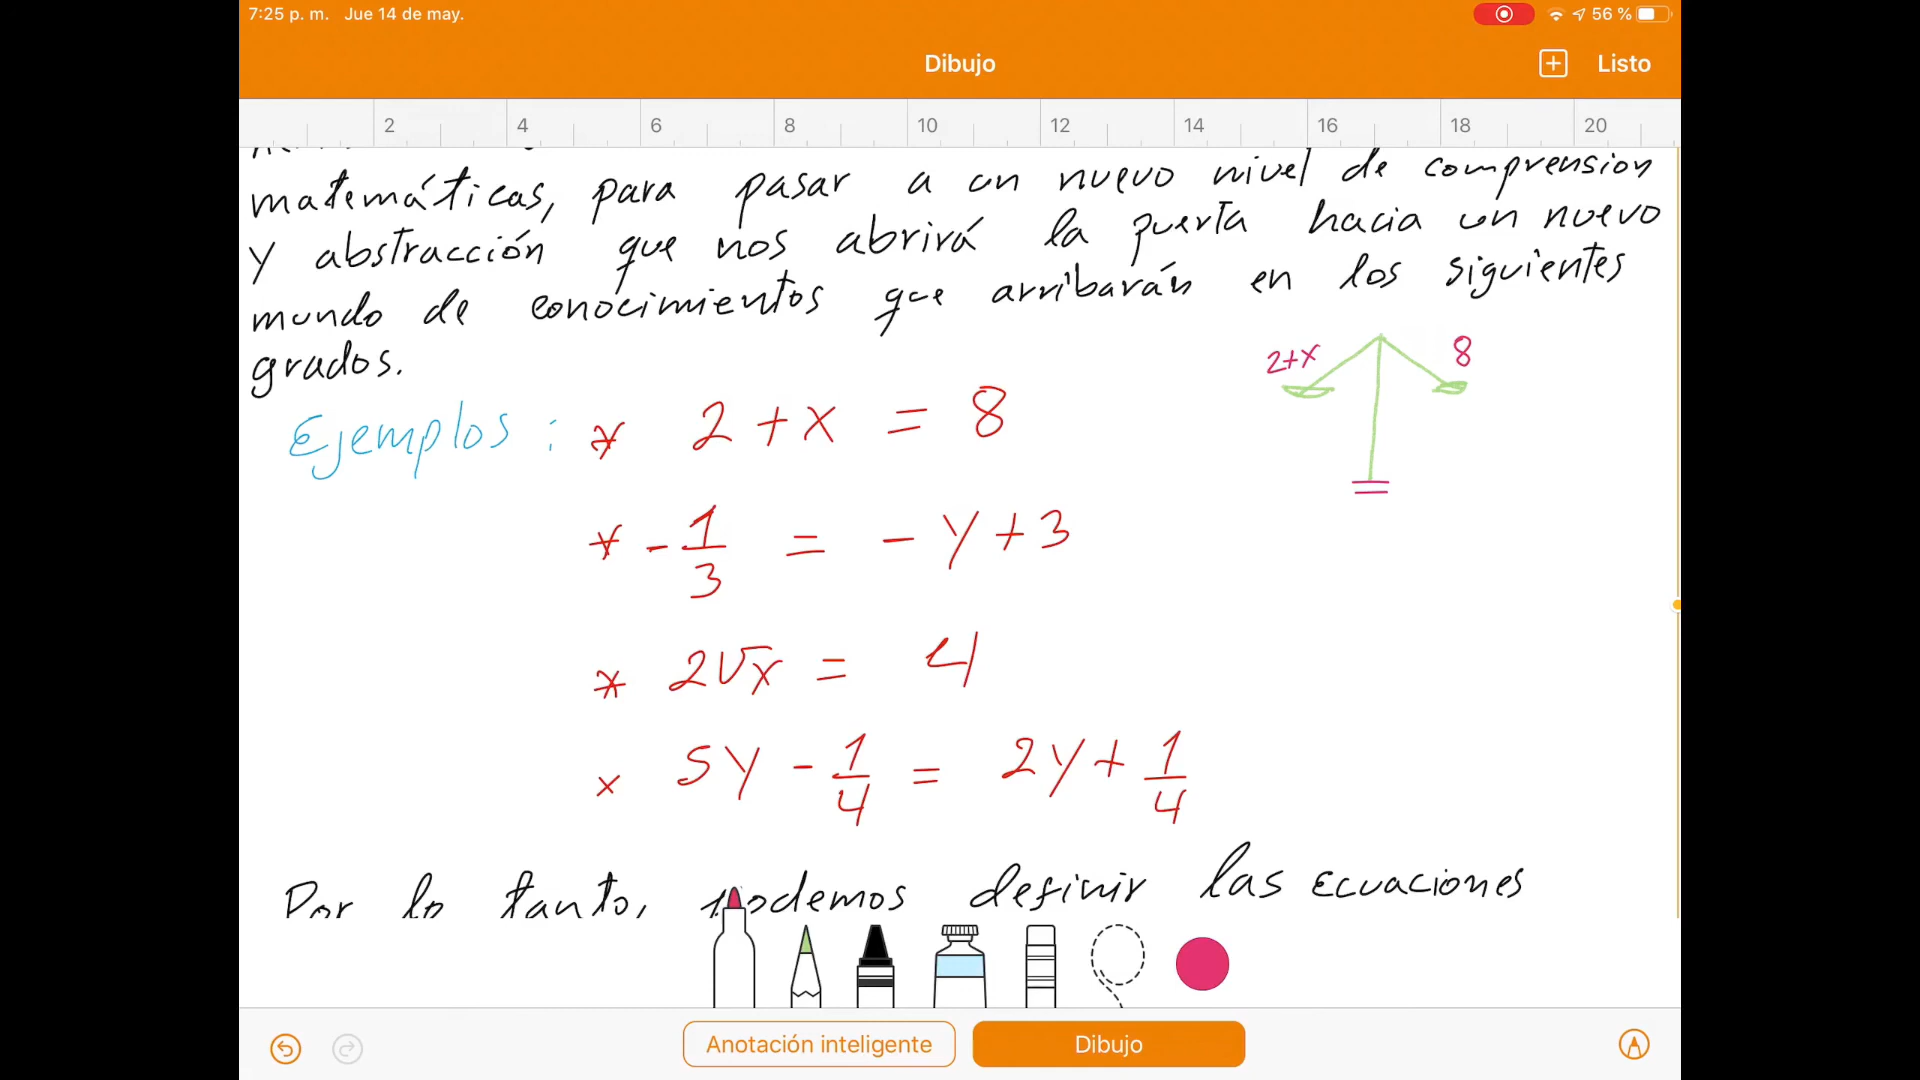 7:25 p. m. Jue 14 de may.
56 %
Dibujo
Listo
2 4 6 8 10 12 14 16 18 20
matemáticas, para pasar a un nuevo nivel de comprension
y abstracción que nos abrirá la puerta hacia un nuevo
mundo de conocimientos que arribarán en los siguientes
grados.
2+x 8
=
Ejemplos : * 2 + x = 8
* - 1/3 = - y + 3
* 2√x = 4
x 5y - 1/4 = 2y + 1/4
Por lo tanto, podemos definir las ecuaciones
Anotación inteligente
Dibujo